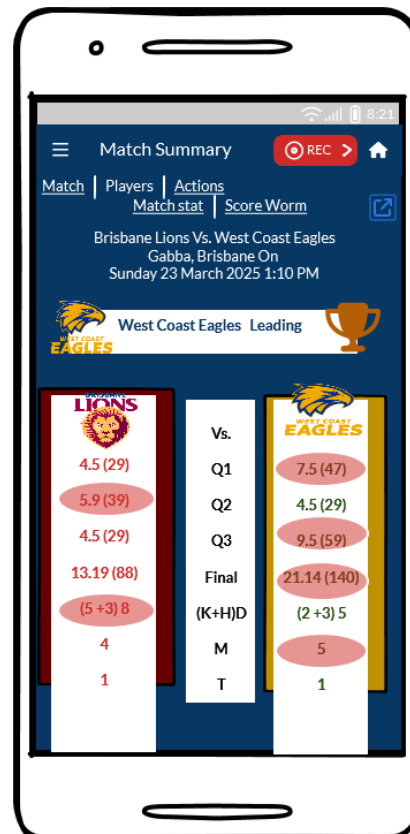 8:21
Match Summary REC
Match Players Actions
Match stat Score Worm
Brisbane Lions Vs. West Coast Eagles
Gabba, Brisbane On
Sunday 23 March 2025 1:10 PM
WEST COAST
EAGLES
West Coast Eagles Leading
BRISBANE
LIONS
WEST COAST
EAGLES
Vs.
4.5 (29) Q1 7.5 (47)
5.9 (39) Q2 4.5 (29)
4.5 (29) Q3 9.5 (59)
13.19 (88) Final 21.14 (140)
(5 +3) 8 (K+H)D (2 +3) 5
4 M 5
1 T 1